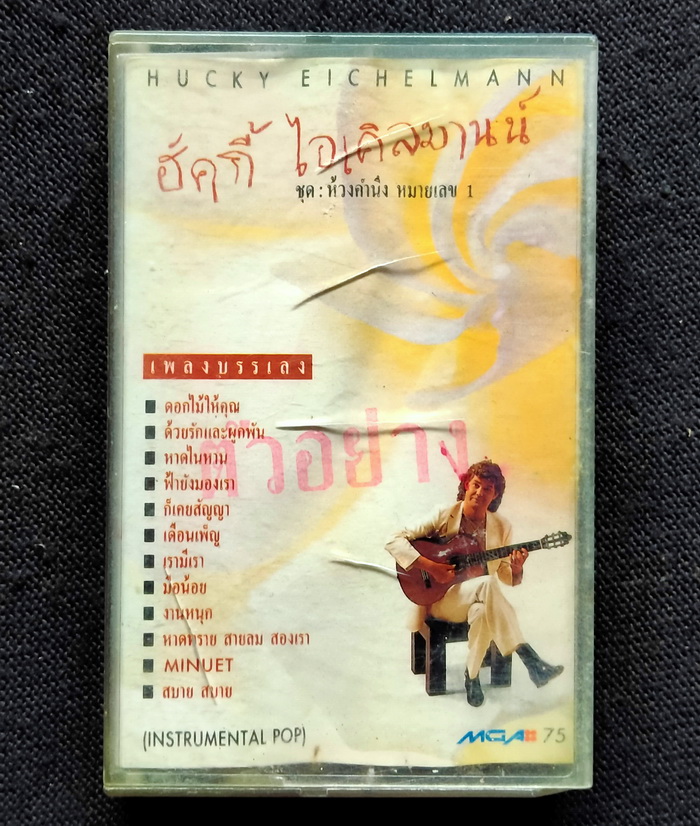 HUCKY EICHELMANN
ฮัคกี้ ไอเคิลมานน์
ชุด : ห้วงคำนึง หมายเลข 1
เพลงบรรเลง
ดอกไม้ให้คุณ
ด้วยรักและผูกพัน
หาดในหาน
ฟ้ายังมองเรา
ก็เคยสัญญา
เดือนเพ็ญ
เรามีเรา
มือน้อย
งานหนุก
หาดทราย สายลม สองเรา
MINUET
สบาย สบาย
ตัวอย่าง
(INSTRUMENTAL POP)
MGA 75